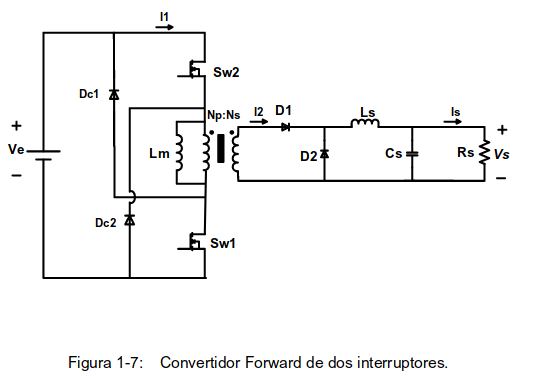 I1
Sw2
Dc1
Np:Ns
I2
D1
Ls
Is
+
+
Ve
Lm
D2
Cs
Rs
Vs
−
−
Dc2
Sw1
Figura 1-7: Convertidor Forward de dos interruptores.